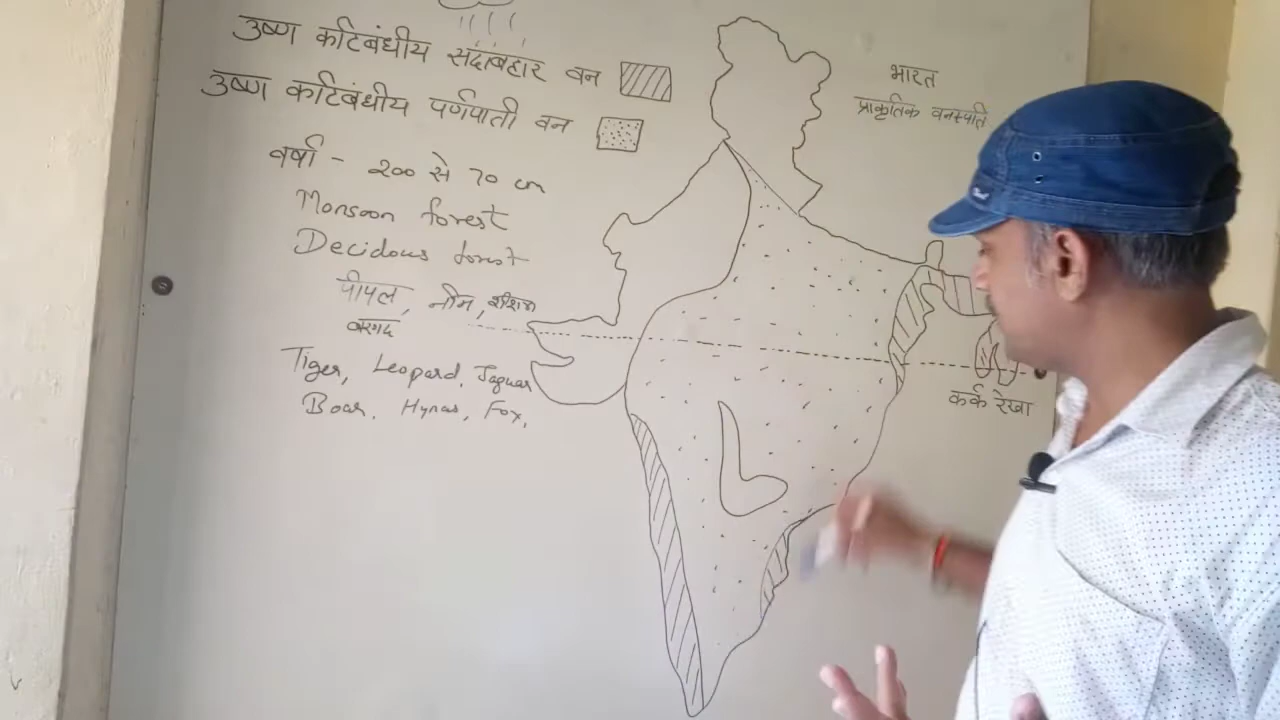 उष्ण कटिबंधीय सदाबहार वन
उष्ण कटिबंधीय पर्णपाती वन
वर्षा - २०० से 70 cm
Monsoon forest
Decidous forest
पीपल, नीम, शीशम
बरगद
Tiger, Leopard, Jaguar
Boar, Hynas, Fox,
भारत
प्राकृतिक वनस्पति
कर्क रेखा